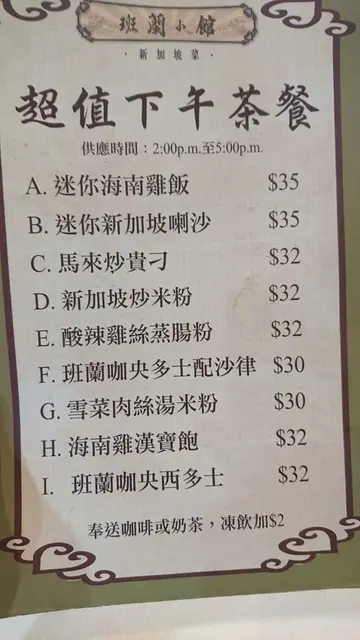 班蘭小館
·新加坡菜·
超值下午茶餐
供應時間：2:00p.m.至5:00p.m.
A. 迷你海南雞飯 $35
B. 迷你新加坡喇沙 $35
C. 馬來炒貴刁 $32
D. 新加坡炒米粉 $32
E. 酸辣雞絲蒸腸粉 $32
F. 班蘭咖央多士配沙律 $30
G. 雪菜肉絲湯米粉 $30
H. 海南雞漢寶飽 $32
I. 班蘭咖央西多士 $32
奉送咖啡或奶茶，凍飲加$2